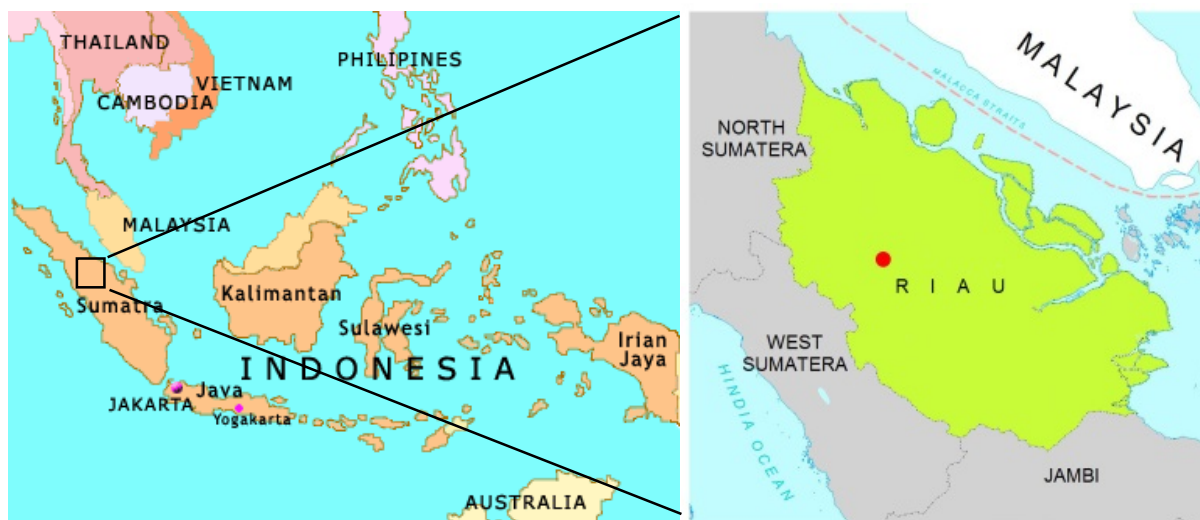 THAILAND
VIETNAM
CAMBODIA
PHILIPPINES
MALAYSIA
Sumatra
Kalimantan
Sulawesi
Irian
Jaya
INDONESIA
JAKARTA
Java
Yogakarta
AUSTRALIA
MALAYSIA
MALACCA STRAITS
NORTH
SUMATERA
RIAU
WEST
SUMATERA
HINDIA OCEAN
JAMBI